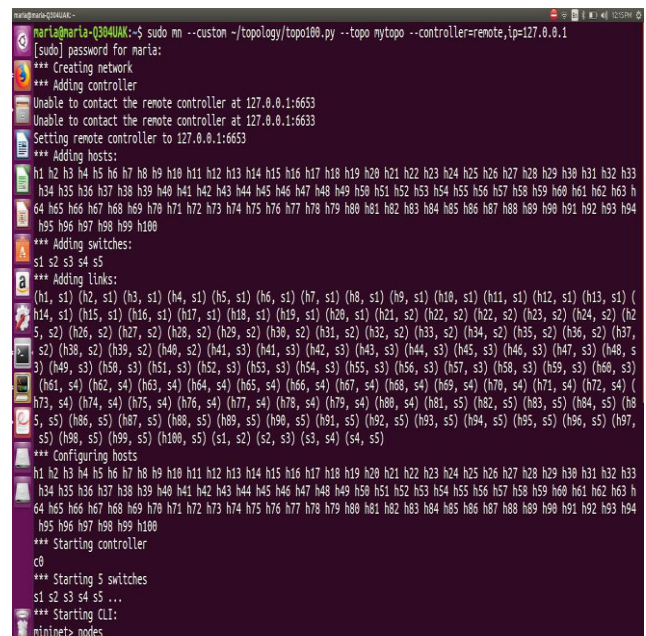 maria@maria-Q304UAK: ~
12:15PM
maria@maria-Q304UAK:~$ sudo mn --custom ~/topology/topo100.py --topo mytopo --controller=remote,ip=127.0.0.1
[sudo] password for maria:
*** Creating network
*** Adding controller
Unable to contact the remote controller at 127.0.0.1:6653
Unable to contact the remote controller at 127.0.0.1:6633
Setting remote controller to 127.0.0.1:6653
*** Adding hosts:
h1 h2 h3 h4 h5 h6 h7 h8 h9 h10 h11 h12 h13 h14 h15 h16 h17 h18 h19 h20 h21 h22 h23 h24 h25 h26 h27 h28 h29 h30 h31 h32 h33
h34 h35 h36 h37 h38 h39 h40 h41 h42 h43 h44 h45 h46 h47 h48 h49 h50 h51 h52 h53 h54 h55 h56 h57 h58 h59 h60 h61 h62 h63 h
64 h65 h66 h67 h68 h69 h70 h71 h72 h73 h74 h75 h76 h77 h78 h79 h80 h81 h82 h83 h84 h85 h86 h87 h88 h89 h90 h91 h92 h93 h94
h95 h96 h97 h98 h99 h100
*** Adding switches:
s1 s2 s3 s4 s5
*** Adding links:
(h1, s1) (h2, s1) (h3, s1) (h4, s1) (h5, s1) (h6, s1) (h7, s1) (h8, s1) (h9, s1) (h10, s1) (h11, s1) (h12, s1) (h13, s1) (
h14, s1) (h15, s1) (h16, s1) (h17, s1) (h18, s1) (h19, s1) (h20, s1) (h21, s2) (h22, s2) (h22, s2) (h23, s2) (h24, s2) (h2
5, s2) (h26, s2) (h27, s2) (h28, s2) (h29, s2) (h30, s2) (h31, s2) (h32, s2) (h33, s2) (h34, s2) (h35, s2) (h36, s2) (h37,
s2) (h38, s2) (h39, s2) (h40, s2) (h41, s3) (h41, s3) (h42, s3) (h43, s3) (h44, s3) (h45, s3) (h46, s3) (h47, s3) (h48, s
3) (h49, s3) (h50, s3) (h51, s3) (h52, s3) (h53, s3) (h54, s3) (h55, s3) (h56, s3) (h57, s3) (h58, s3) (h59, s3) (h60, s3)
(h61, s4) (h62, s4) (h63, s4) (h64, s4) (h65, s4) (h66, s4) (h67, s4) (h68, s4) (h69, s4) (h70, s4) (h71, s4) (h72, s4) (
h73, s4) (h74, s4) (h75, s4) (h76, s4) (h77, s4) (h78, s4) (h79, s4) (h80, s4) (h81, s5) (h82, s5) (h83, s5) (h84, s5) (h8
5, s5) (h86, s5) (h87, s5) (h88, s5) (h89, s5) (h90, s5) (h91, s5) (h92, s5) (h93, s5) (h94, s5) (h95, s5) (h96, s5) (h97,
s5) (h98, s5) (h99, s5) (h100, s5) (s1, s2) (s2, s3) (s3, s4) (s4, s5)
*** Configuring hosts
h1 h2 h3 h4 h5 h6 h7 h8 h9 h10 h11 h12 h13 h14 h15 h16 h17 h18 h19 h20 h21 h22 h23 h24 h25 h26 h27 h28 h29 h30 h31 h32 h33
h34 h35 h36 h37 h38 h39 h40 h41 h42 h43 h44 h45 h46 h47 h48 h49 h50 h51 h52 h53 h54 h55 h56 h57 h58 h59 h60 h61 h62 h63 h
64 h65 h66 h67 h68 h69 h70 h71 h72 h73 h74 h75 h76 h77 h78 h79 h80 h81 h82 h83 h84 h85 h86 h87 h88 h89 h90 h91 h92 h93 h94
h95 h96 h97 h98 h99 h100
*** Starting controller
c0
*** Starting 5 switches
s1 s2 s3 s4 s5 ...
*** Starting CLI:
mininet> nodes